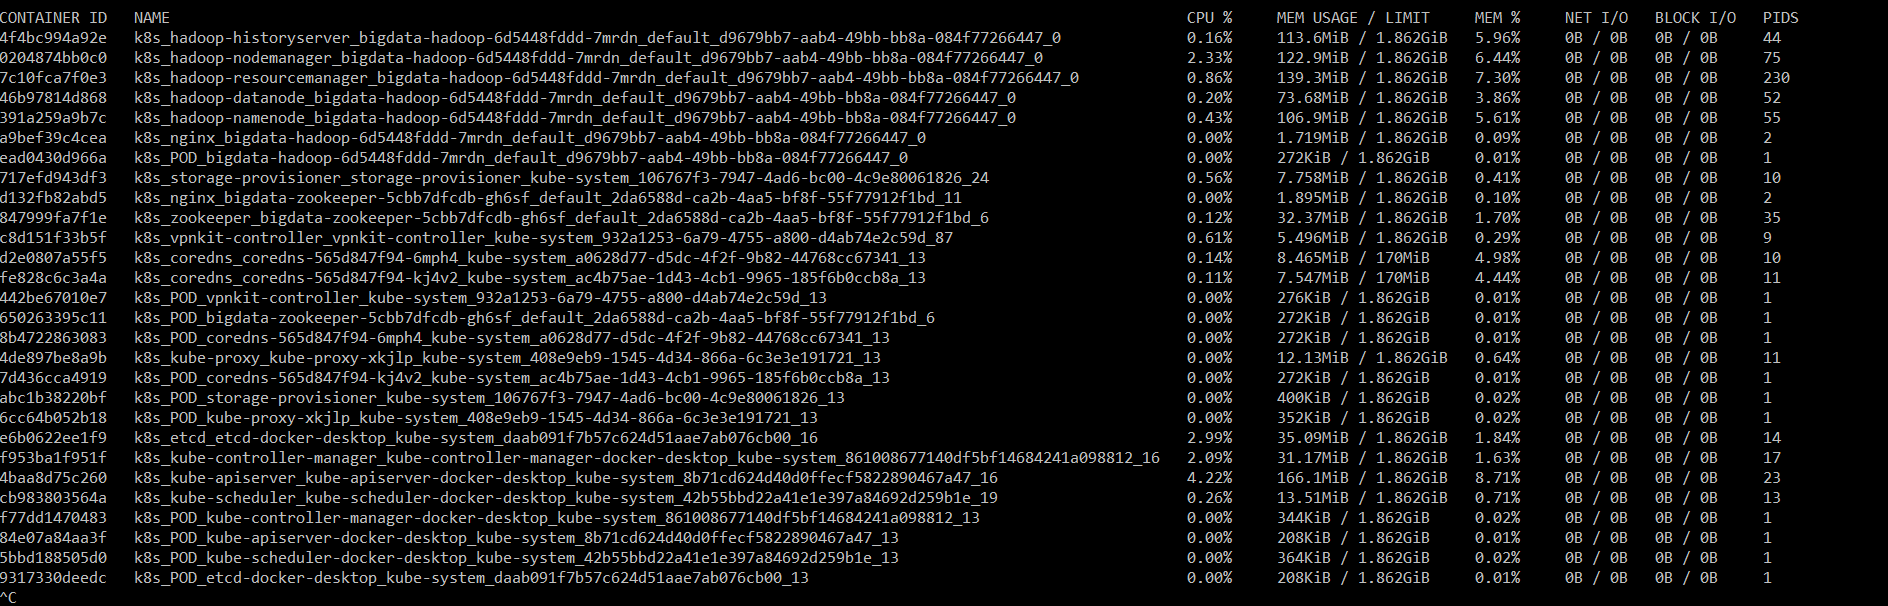 CONTAINER ID NAME CPU % MEM USAGE / LIMIT MEM % NET I/O BLOCK I/O PIDS
4f4bc994a92e k8s_hadoop-historyserver_bigdata-hadoop-6d5448fddd-7mrdn_default_d9679bb7-aab4-49bb-bb8a-084f77266447_0 0.16% 113.6MiB / 1.862GiB 5.96% 0B / 0B 0B / 0B 44
0204874bb0c0 k8s_hadoop-nodemanager_bigdata-hadoop-6d5448fddd-7mrdn_default_d9679bb7-aab4-49bb-bb8a-084f77266447_0 2.33% 122.9MiB / 1.862GiB 6.44% 0B / 0B 0B / 0B 75
7c10fca7f0e3 k8s_hadoop-resourcemanager_bigdata-hadoop-6d5448fddd-7mrdn_default_d9679bb7-aab4-49bb-bb8a-084f77266447_0 0.86% 139.3MiB / 1.862GiB 7.30% 0B / 0B 0B / 0B 230
46b97814d868 k8s_hadoop-datanode_bigdata-hadoop-6d5448fddd-7mrdn_default_d9679bb7-aab4-49bb-bb8a-084f77266447_0 0.20% 73.68MiB / 1.862GiB 3.86% 0B / 0B 0B / 0B 52
391a259a9b7c k8s_hadoop-namenode_bigdata-hadoop-6d5448fddd-7mrdn_default_d9679bb7-aab4-49bb-bb8a-084f77266447_0 0.43% 106.9MiB / 1.862GiB 5.61% 0B / 0B 0B / 0B 55
a9bef39c4cea k8s_nginx_bigdata-hadoop-6d5448fddd-7mrdn_default_d9679bb7-aab4-49bb-bb8a-084f77266447_0 0.00% 1.719MiB / 1.862GiB 0.09% 0B / 0B 0B / 0B 2
ead0430d966a k8s_POD_bigdata-hadoop-6d5448fddd-7mrdn_default_d9679bb7-aab4-49bb-bb8a-084f77266447_0 0.00% 272KiB / 1.862GiB 0.01% 0B / 0B 0B / 0B 1
717efd943df3 k8s_storage-provisioner_storage-provisioner_kube-system_106767f3-7947-4ad6-bc00-4c9e80061826_24 0.56% 7.758MiB / 1.862GiB 0.41% 0B / 0B 0B / 0B 10
d132fb82abd5 k8s_nginx_bigdata-zookeeper-5cbb7dfcdb-gh6sf_default_2da6588d-ca2b-4aa5-bf8f-55f77912f1bd_11 0.00% 1.895MiB / 1.862GiB 0.10% 0B / 0B 0B / 0B 2
847999fa7f1e k8s_zookeeper_bigdata-zookeeper-5cbb7dfcdb-gh6sf_default_2da6588d-ca2b-4aa5-bf8f-55f77912f1bd_6 0.12% 32.37MiB / 1.862GiB 1.70% 0B / 0B 0B / 0B 35
c8d151f33b5f k8s_vpnkit-controller_vpnkit-controller_kube-system_932a1253-6a79-4755-a800-d4ab74e2c59d_87 0.61% 5.496MiB / 1.862GiB 0.29% 0B / 0B 0B / 0B 9
d2e0807a55f5 k8s_coredns_coredns-565d847f94-6mph4_kube-system_a0628d77-d5dc-4f2f-9b82-44768cc67341_13 0.14% 8.465MiB / 170MiB 4.98% 0B / 0B 0B / 0B 10
fe828c6c3a4a k8s_coredns_coredns-565d847f94-kj4v2_kube-system_ac4b75ae-1d43-4cb1-9965-185f6b0ccb8a_13 0.11% 7.547MiB / 170MiB 4.44% 0B / 0B 0B / 0B 11
442be67010e7 k8s_POD_vpnkit-controller_kube-system_932a1253-6a79-4755-a800-d4ab74e2c59d_13 0.00% 276KiB / 1.862GiB 0.01% 0B / 0B 0B / 0B 1
650263395c11 k8s_POD_bigdata-zookeeper-5cbb7dfcdb-gh6sf_default_2da6588d-ca2b-4aa5-bf8f-55f77912f1bd_6 0.00% 272KiB / 1.862GiB 0.01% 0B / 0B 0B / 0B 1
8b4722863083 k8s_POD_coredns-565d847f94-6mph4_kube-system_a0628d77-d5dc-4f2f-9b82-44768cc67341_13 0.00% 272KiB / 1.862GiB 0.01% 0B / 0B 0B / 0B 1
4de897be8a9b k8s_kube-proxy_kube-proxy-xkjlp_kube-system_408e9eb9-1545-4d34-866a-6c3e3e191721_13 0.00% 12.13MiB / 1.862GiB 0.64% 0B / 0B 0B / 0B 11
7d436cca4919 k8s_POD_coredns-565d847f94-kj4v2_kube-system_ac4b75ae-1d43-4cb1-9965-185f6b0ccb8a_13 0.00% 272KiB / 1.862GiB 0.01% 0B / 0B 0B / 0B 1
abc1b38220bf k8s_POD_storage-provisioner_kube-system_106767f3-7947-4ad6-bc00-4c9e80061826_13 0.00% 400KiB / 1.862GiB 0.02% 0B / 0B 0B / 0B 1
6cc64b052b18 k8s_POD_kube-proxy-xkjlp_kube-system_408e9eb9-1545-4d34-866a-6c3e3e191721_13 0.00% 352KiB / 1.862GiB 0.02% 0B / 0B 0B / 0B 1
e6b0622ee1f9 k8s_etcd_etcd-docker-desktop_kube-system_daab091f7b57c624d51aae7ab076cb00_16 2.99% 35.09MiB / 1.862GiB 1.84% 0B / 0B 0B / 0B 14
f953ba1f951f k8s_kube-controller-manager_kube-controller-manager-docker-desktop_kube-system_861008677140df5bf14684241a098812_16 2.09% 31.17MiB / 1.862GiB 1.63% 0B / 0B 0B / 0B 17
4baa8d75c260 k8s_kube-apiserver_kube-apiserver-docker-desktop_kube-system_8b71cd624d40d0ffecf5822890467a47_16 4.22% 166.1MiB / 1.862GiB 8.71% 0B / 0B 0B / 0B 23
cb983803564a k8s_kube-scheduler_kube-scheduler-docker-desktop_kube-system_42b55bbd22a41e1e397a84692d259b1e_19 0.26% 13.51MiB / 1.862GiB 0.71% 0B / 0B 0B / 0B 13
f77dd1470483 k8s_POD_kube-controller-manager-docker-desktop_kube-system_861008677140df5bf14684241a098812_13 0.00% 344KiB / 1.862GiB 0.02% 0B / 0B 0B / 0B 1
84e07a84aa3f k8s_POD_kube-apiserver-docker-desktop_kube-system_8b71cd624d40d0ffecf5822890467a47_13 0.00% 208KiB / 1.862GiB 0.01% 0B / 0B 0B / 0B 1
5bbd188505d0 k8s_POD_kube-scheduler-docker-desktop_kube-system_42b55bbd22a41e1e397a84692d259b1e_13 0.00% 364KiB / 1.862GiB 0.02% 0B / 0B 0B / 0B 1
9317330deedc k8s_POD_etcd-docker-desktop_kube-system_daab091f7b57c624d51aae7ab076cb00_13 0.00% 208KiB / 1.862GiB 0.01% 0B / 0B 0B / 0B 1
^C